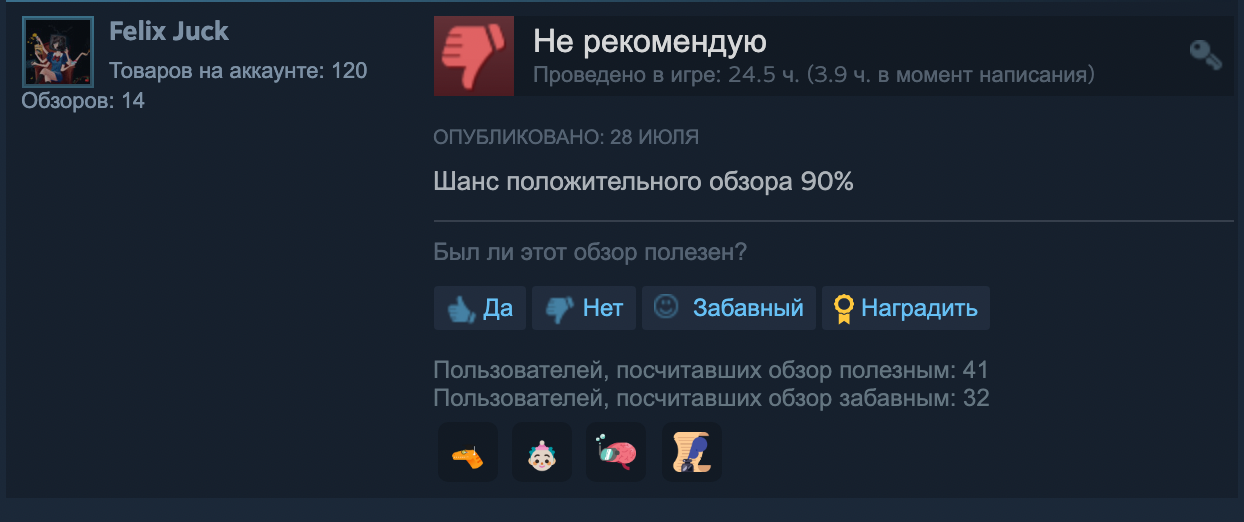 Felix Juck
Товаров на аккаунте: 120
Обзоров: 14
Не рекомендую
Проведено в игре: 24.5 ч. (3.9 ч. в момент написания)
ОПУБЛИКОВАНО: 28 ИЮЛЯ
Шанс положительного обзора 90%
Был ли этот обзор полезен?
Да Нет Забавный Наградить
Пользователей, посчитавших обзор полезным: 41
Пользователей, посчитавших обзор забавным: 32